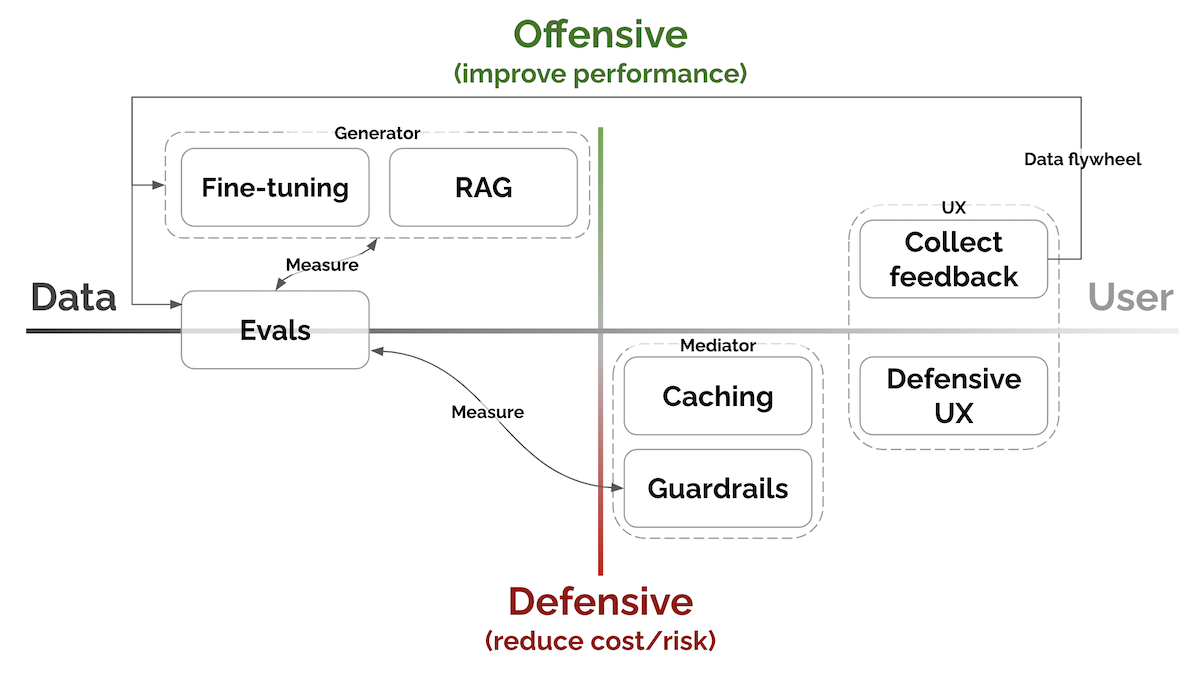 Offensive
(improve performance)
Generator
Data flywheel
Fine-tuning
RAG
UX
Collect
feedback
Measure
Data
User
Evals
Mediator
Caching
Defensive
UX
Measure
Guardrails
Defensive
(reduce cost/risk)